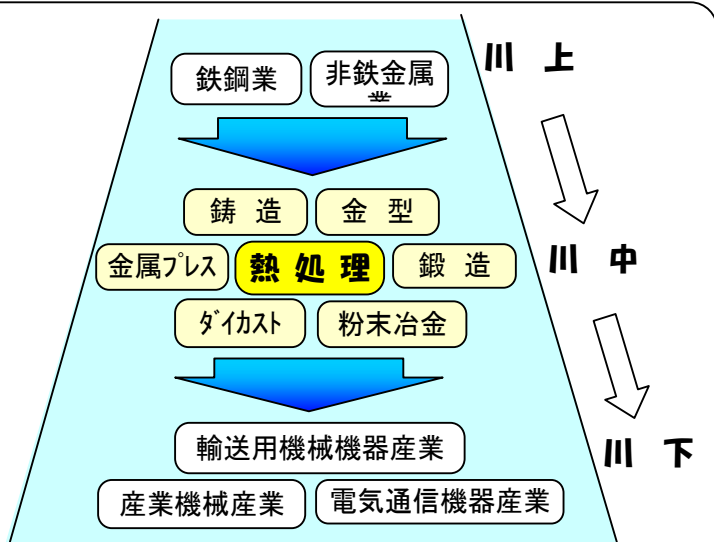 鉄鋼業
非鉄金属
業
川 上
鋳 造
金 型
金属プレス
熱 処 理
鍛 造
川 中
ダイカスト
粉末冶金
輸送用機械機器産業
川 下
産業機械産業
電気通信機器産業